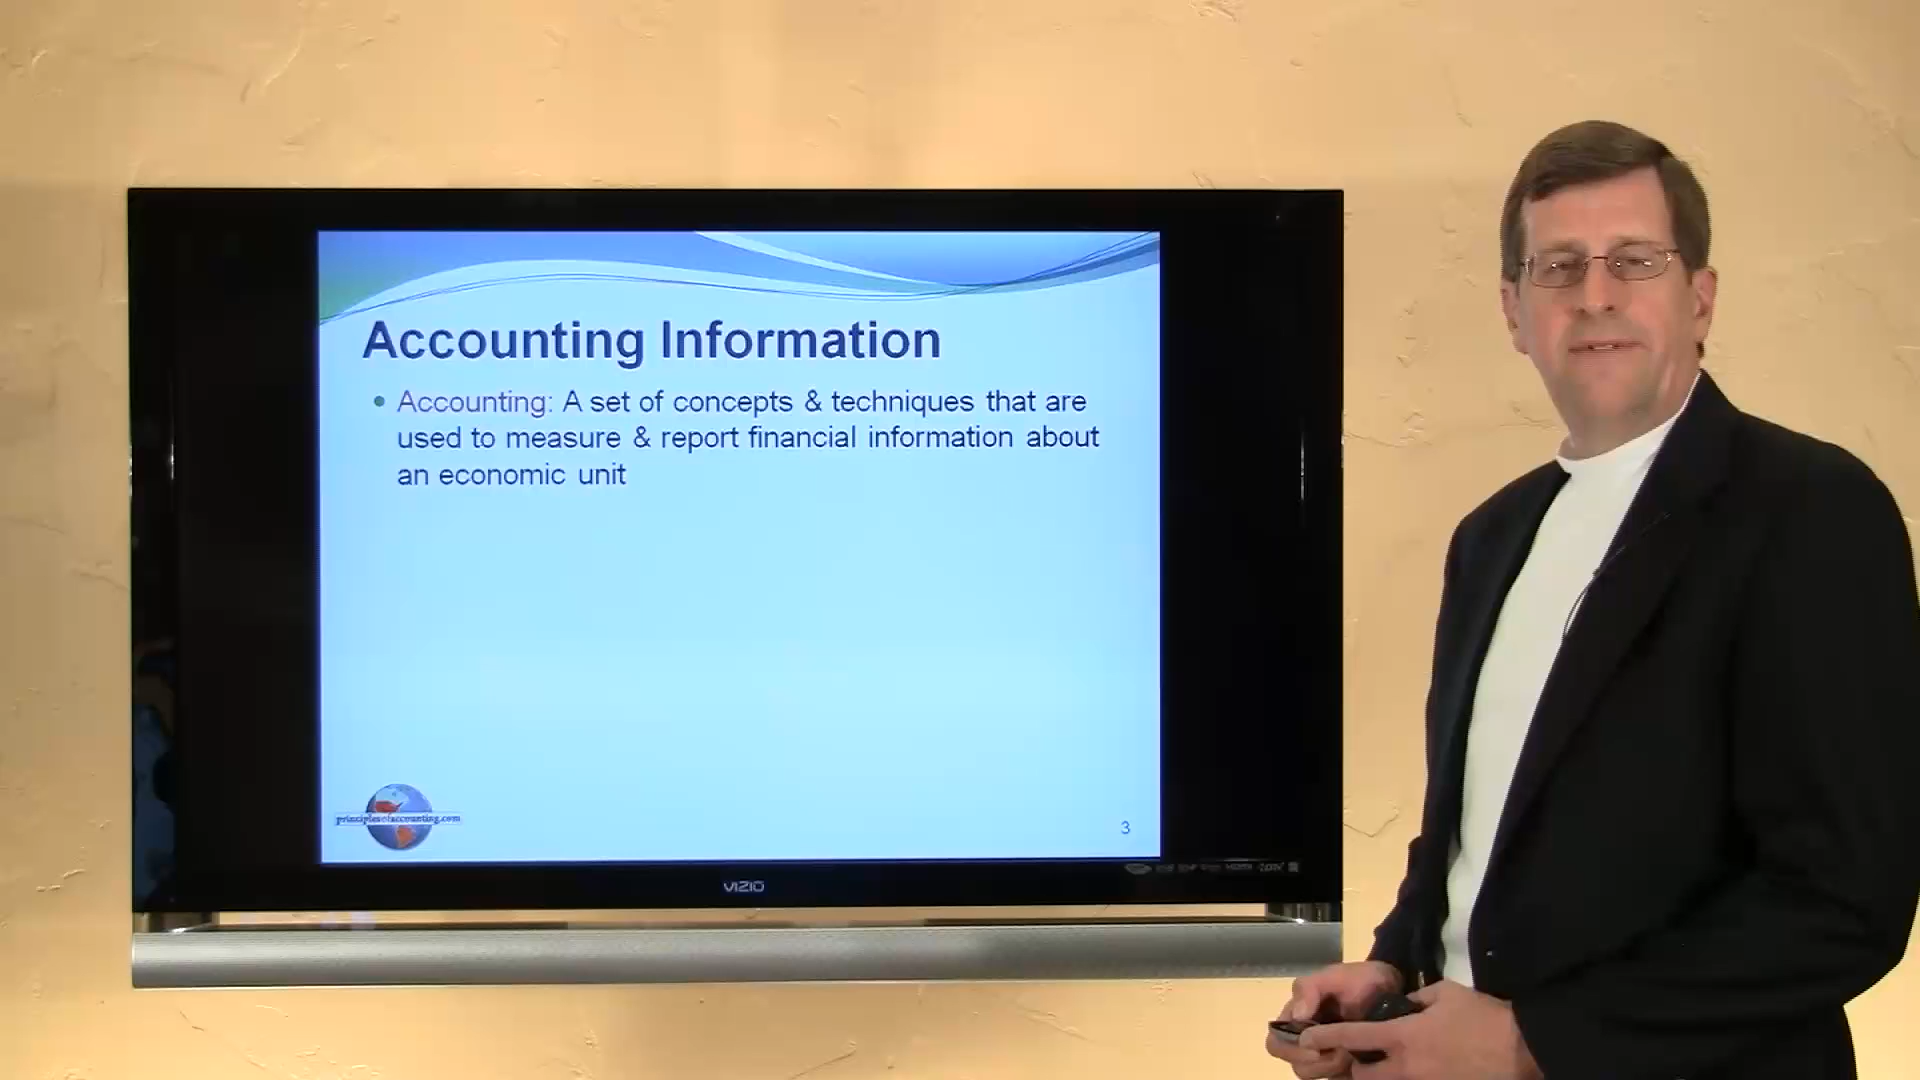 Accounting Information
• Accounting: A set of concepts & techniques that are
used to measure & report financial information about
an economic unit
principlesofaccounting.com
3
VIZIO